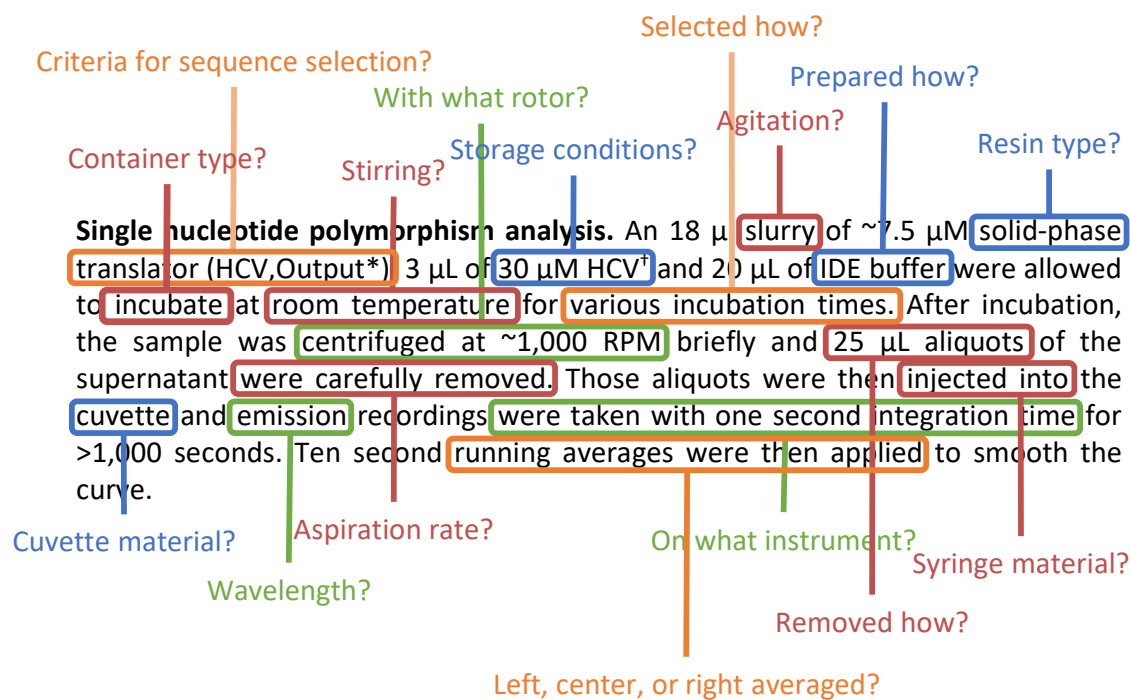 Selected how?
Criteria for sequence selection?
Prepared how?
With what rotor?
Agitation?
Container type?
Stirring?
Storage conditions?
Resin type?
Single nucleotide polymorphism analysis. An 18 μ slurry of ~7.5 μM solid-phase
translator (HCV,Output*) 3 μL of 30 μM HCV† and 20 μL of IDE buffer were allowed
to incubate at room temperature for various incubation times. After incubation,
the sample was centrifuged at ~1,000 RPM briefly and 25 μL aliquots of the
supernatant were carefully removed. Those aliquots were then injected into the
cuvette and emission recordings were taken with one second integration time for
>1,000 seconds. Ten second running averages were then applied to smooth the
curve.
Cuvette material?
Aspiration rate?
On what instrument?
Syringe material?
Wavelength?
Removed how?
Left, center, or right averaged?